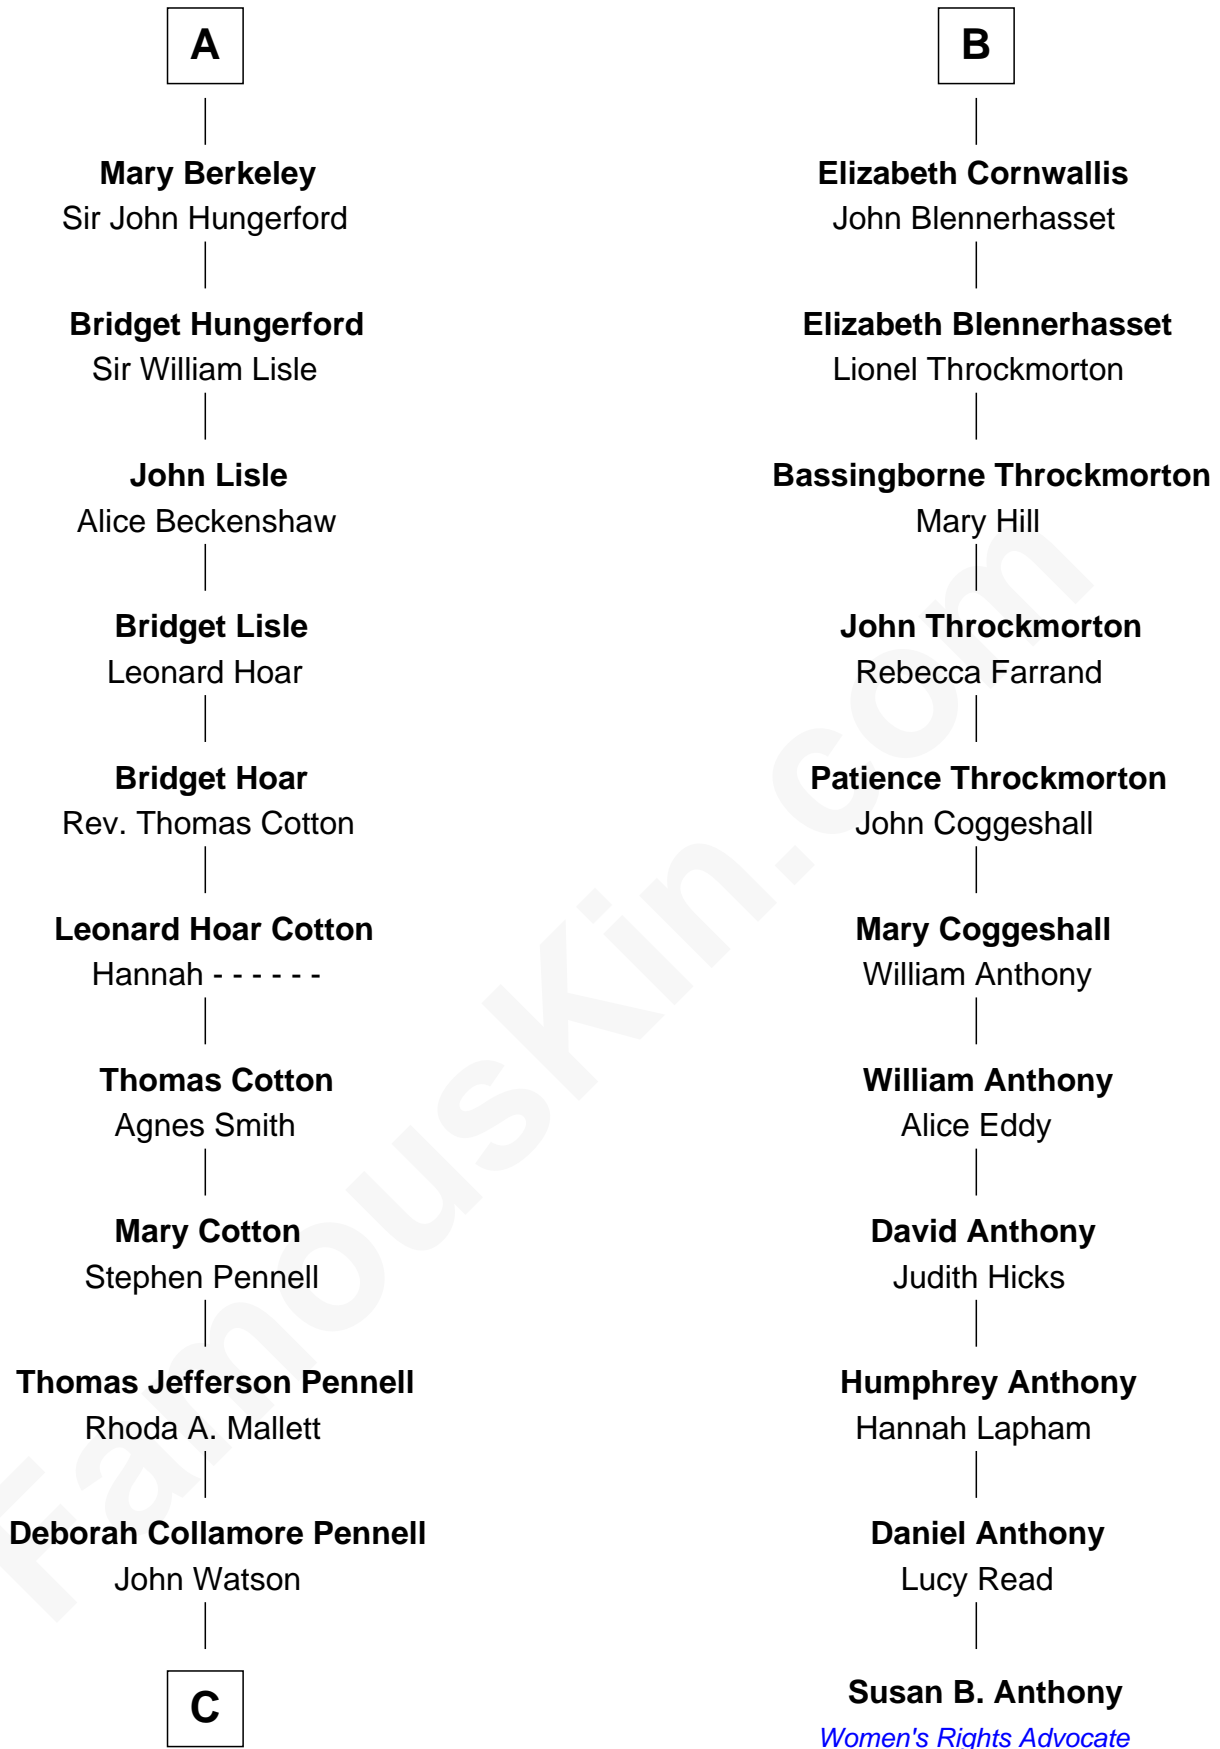 A
Mary Berkeley
Sir John Hungerford
Bridget Hungerford
Sir William Lisle
John Lisle
Alice Beckenshaw
Bridget Lisle
Leonard Hoar
Bridget Hoar
Rev. Thomas Cotton
Leonard Hoar Cotton
Hannah - - - - - -
Thomas Cotton
Agnes Smith
Mary Cotton
Stephen Pennell
Thomas Jefferson Pennell
Rhoda A. Mallett
Deborah Collamore Pennell
John Watson
C
B
Elizabeth Cornwallis
John Blennerhasset
Elizabeth Blennerhasset
Lionel Throckmorton
Bassingborne Throckmorton
Mary Hill
John Throckmorton
Rebecca Farrand
Patience Throckmorton
John Coggeshall
Mary Coggeshall
William Anthony
William Anthony
Alice Eddy
David Anthony
Judith Hicks
Humphrey Anthony
Hannah Lapham
Daniel Anthony
Lucy Read
Susan B. Anthony
Women's Rights Advocate
FamousKin.com